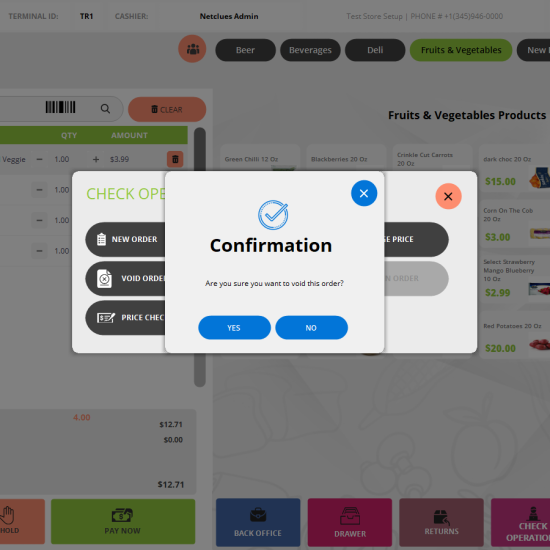 TERMINAL ID: TR1 CASHIER: Netclues Admin Test Store Setup | PHONE # +1(345)946-0000
Beer Beverages Deli Fruits & Vegetables New
CLEAR
Fruits & Vegetables Products
QTY AMOUNT
Veggie − 1.00 + $3.99
Green Chilli 12 Oz
Blackberries 20 Oz
Crinkle Cut Carrots
20 Oz
dark choc 20 Oz
$15.00
− 1.00
− 1.00
− 1.00
CHECK OPE
NEW ORDER
VOID ORDE
PRICE CHEC
GE PRICE
N ORDER
Confirmation
Are you sure you want to void this order?
YES NO
Corn On The Cob
20 Oz
$3.00
Select Strawberry
Mango Blueberry
10 Oz
$2.99
Red Potatoes 20 Oz
$20.00
4.00
$12.71
$0.00
$12.71
HOLD
PAY NOW
BACK OFFICE
DRAWER
RETURNS
CHECK
OPERATION